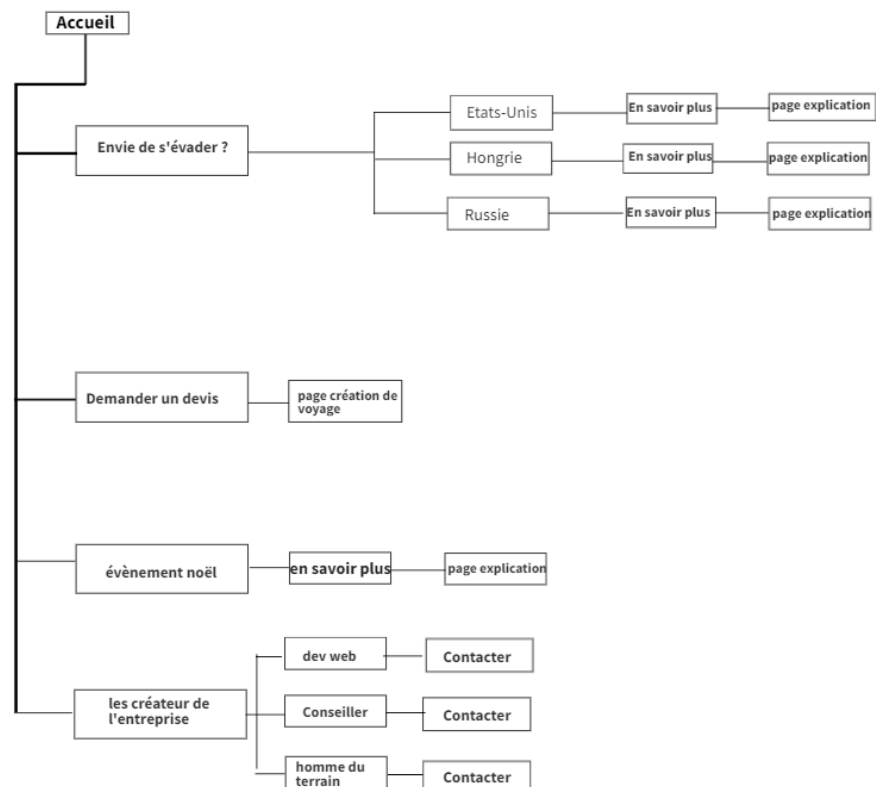 Accueil
Envie de s'évader ?
Etats-Unis
En savoir plus
page explication
Hongrie
En savoir plus
page explication
Russie
En savoir plus
page explication
Demander un devis
page création de
voyage
évènement noël
en savoir plus
page explication
les créateur de
l'entreprise
dev web
Contacter
Conseiller
Contacter
homme du
terrain
Contacter